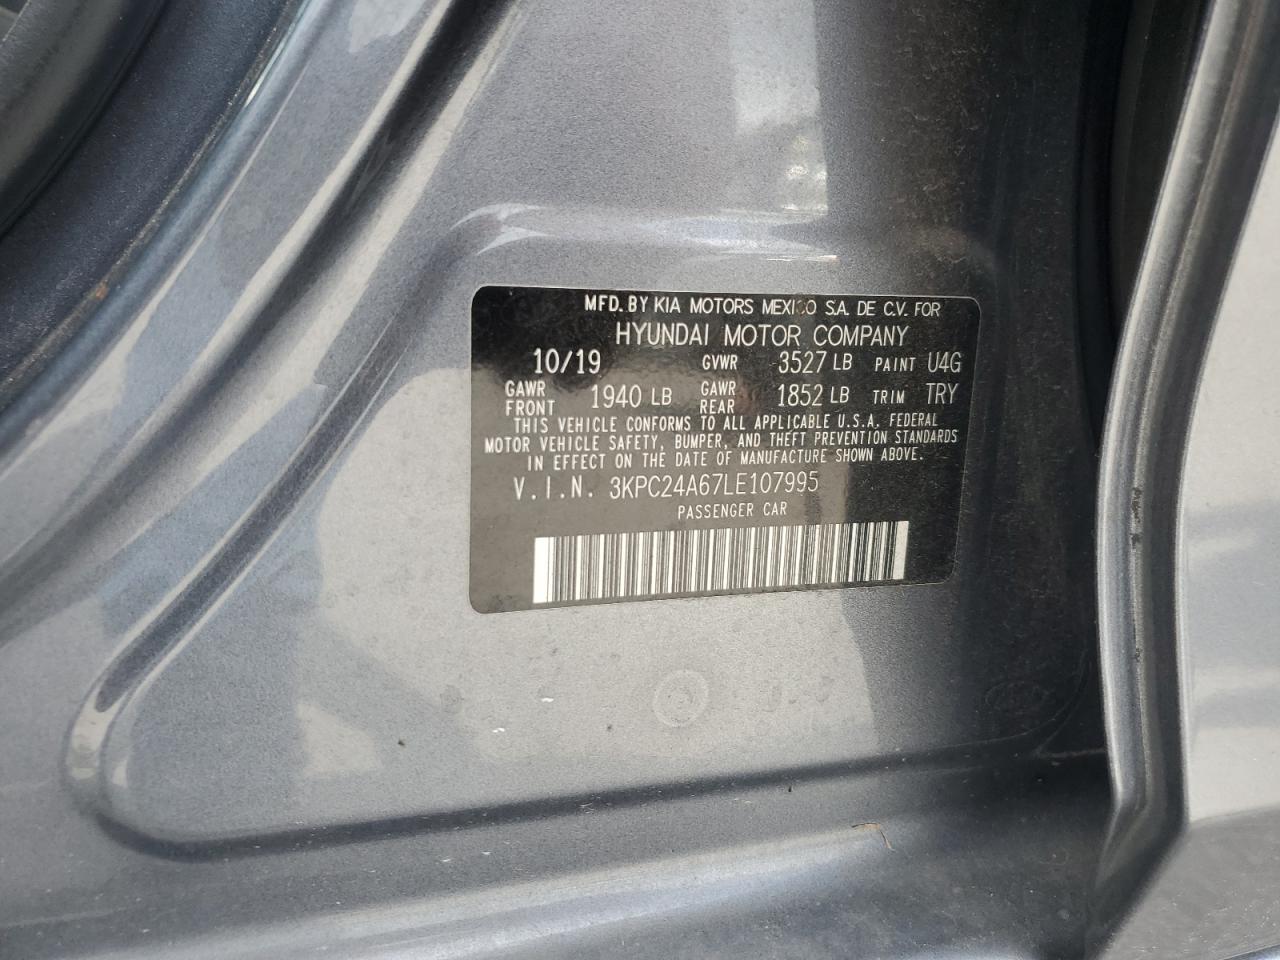 MFD. BY KIA MOTORS MEXICO S.A. DE C.V. FOR
HYUNDAI MOTOR COMPANY
10/19 GVWR 3527 LB PAINT U4G
GAWR FRONT 1940 LB GAWR REAR 1852 LB TRIM TRY
THIS VEHICLE CONFORMS TO ALL APPLICABLE U.S.A. FEDERAL
MOTOR VEHICLE SAFETY, BUMPER, AND THEFT PREVENTION STANDARDS
IN EFFECT ON THE DATE OF MANUFACTURE SHOWN ABOVE.
V.I.N. 3KPC24A67LE107995
PASSENGER CAR